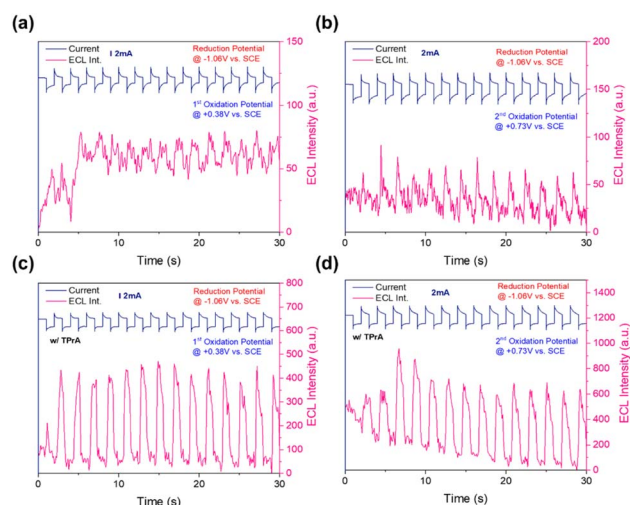 (a)
Current
ECL Int.
I 2mA
Reduction Potential
@ -1.06V vs. SCE
1st Oxidation Potential
@ +0.38V vs. SCE
150
125
100
75
50
25
0
ECL Intensity (a.u.)
0 10 20 30
Time (s)
(b)
Current
ECL Int.
2mA
Reduction Potential
@ -1.06V vs. SCE
2nd Oxidation Potential
@ +0.73V vs. SCE
200
150
100
50
0
ECL Intensity (a.u.)
0 10 20 30
Time (s)
(c)
Current
ECL Int.
I 2mA
Reduction Potential
@ -1.06V vs. SCE
w/ TPrA
1st Oxidation Potential
@ +0.38V vs. SCE
800
700
600
500
400
300
200
100
0
ECL Intensity (a.u.)
0 10 20 30
Time (s)
(d)
Current
ECL Int.
2mA
Reduction Potential
@ -1.06V vs. SCE
w/ TPrA
2nd Oxidation Potential
@ +0.73V vs. SCE
1400
1200
1000
800
600
400
200
0
ECL Intensity (a.u.)
0 10 20 30
Time (s)